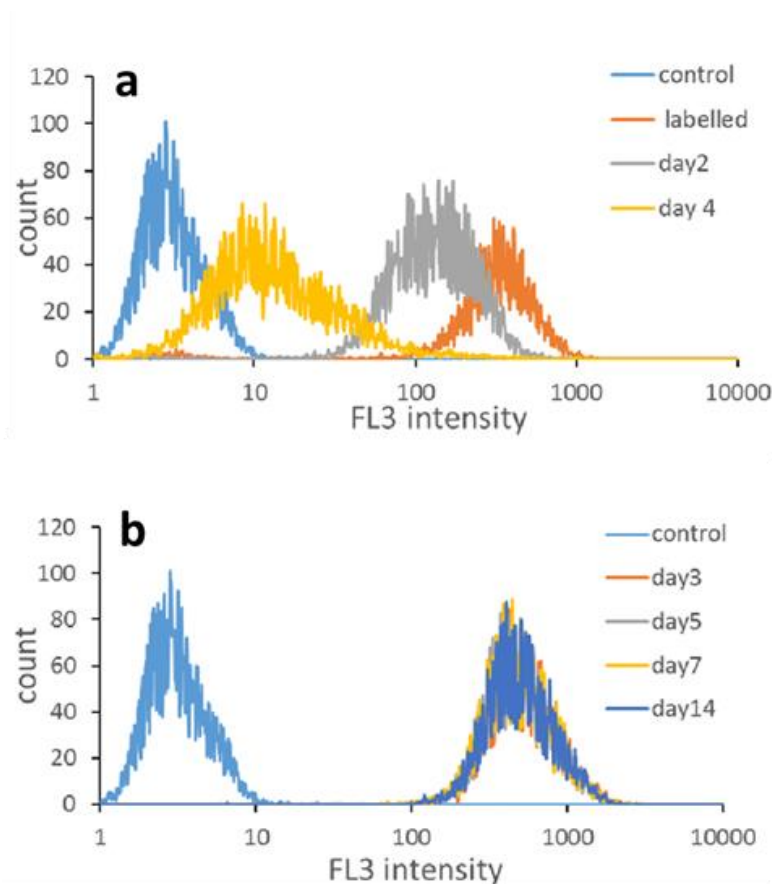 a
120
100
80
60
40
20
0
count
1 10 100 1000 10000
FL3 intensity
control
labelled
day2
day 4
b
120
100
80
60
40
20
0
count
1 10 100 1000 10000
FL3 intensity
control
day3
day5
day7
day14